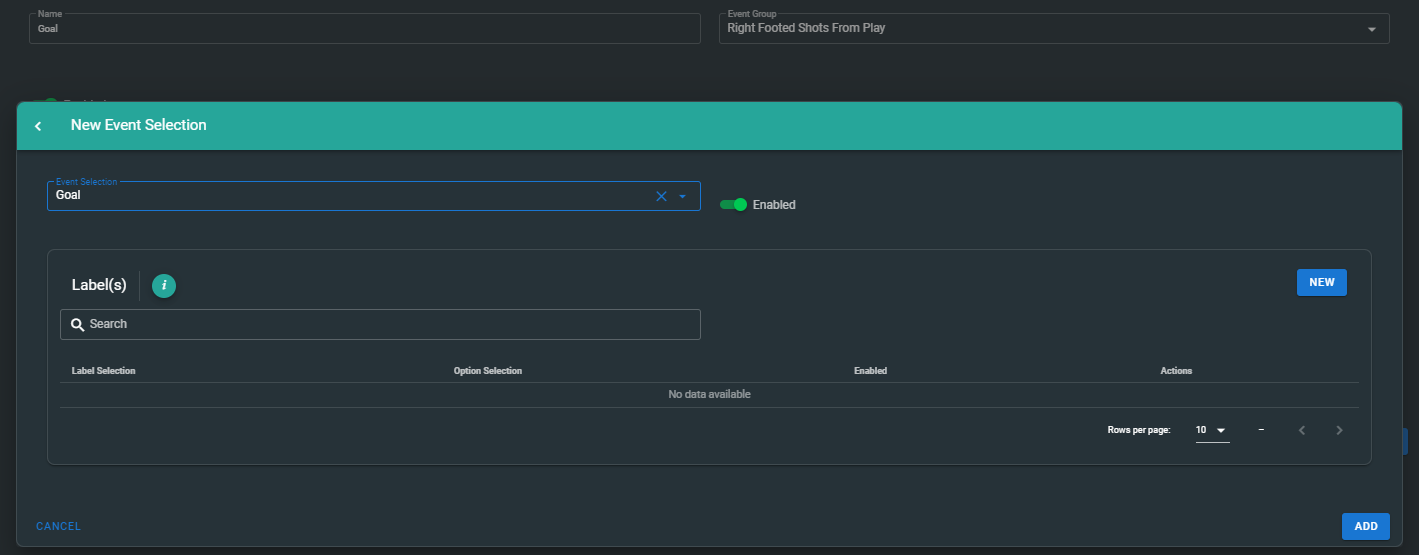 Name
Goal
Event Group
Right Footed Shots From Play
New Event Selection
Event Selection
Goal
Enabled
Label(s)
i
NEW
Search
Label Selection Option Selection Enabled Actions
No data available
Rows per page: 10 –
CANCEL ADD